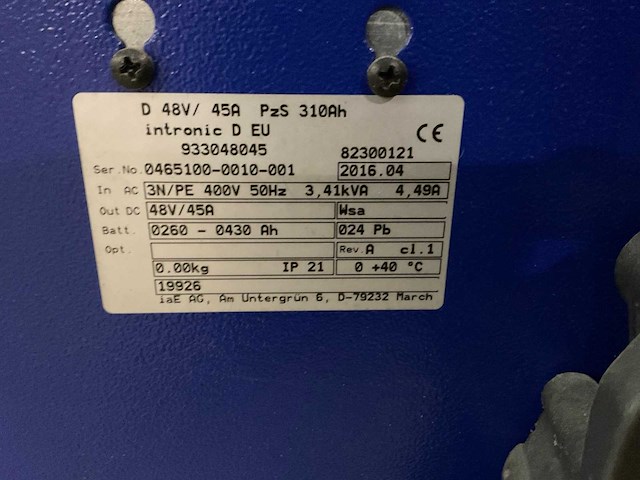 D 48V/ 45A PzS 310Ah
intronic D EU
CE
933048045
82300121
Ser.No. 0465100-0010-001 2016.04
In AC 3N/PE 400V 50Hz 3,41kVA 4,49A
Out DC 48V/45A Wsa
Batt. 0260 - 0430 Ah 024 Pb
Opt. Rev. A cl.1
0.00kg IP 21 0 +40 °C
19926
iaE AG, Am Untergrün 6, D-79232 March